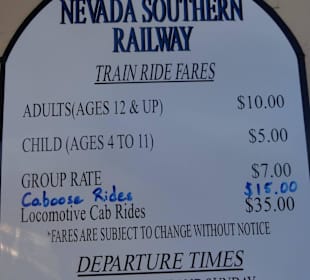 NEVADA SOUTHERN
RAILWAY
TRAIN RIDE FARES
ADULTS(AGES 12 & UP) $10.00
CHILD (AGES 4 TO 11) $5.00
GROUP RATE $7.00
Caboose Rides $15.00
Locomotive Cab Rides $35.00
*FARES ARE SUBJECT TO CHANGE WITHOUT NOTICE
DEPARTURE TIMES
SUNDAY